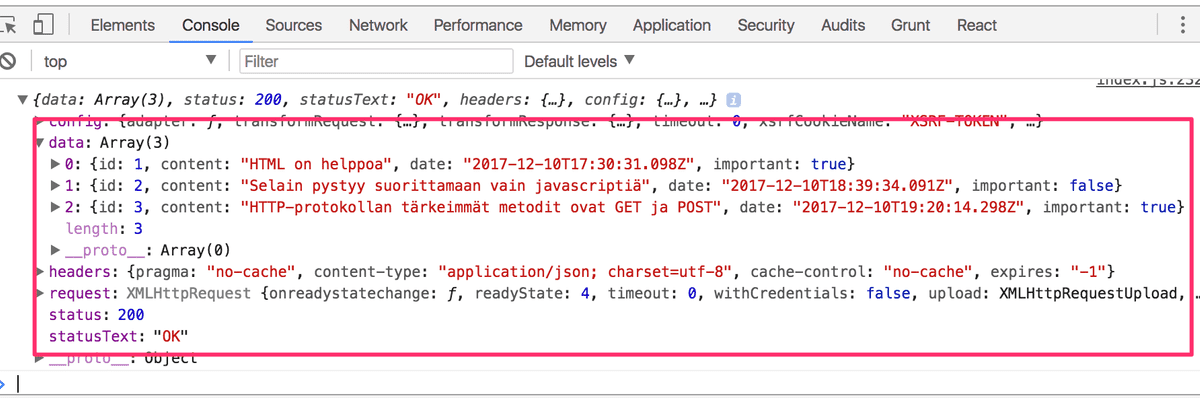 Elements Console Sources Network Performance Memory Application Security Audits Grunt React
top Filter Default levels
index.js:232
{data: Array(3), status: 200, statusText: "OK", headers: {…}, config: {…}, …}
config: {adapter: ƒ, transformRequest: {…}, transformResponse: {…}, timeout: 0, xsrfCookieName: "XSRF-TOKEN", …}
data: Array(3)
0: {id: 1, content: "HTML on helppoa", date: "2017-12-10T17:30:31.098Z", important: true}
1: {id: 2, content: "Selain pystyy suorittamaan vain javascriptiä", date: "2017-12-10T18:39:34.091Z", important: false}
2: {id: 3, content: "HTTP-protokollan tärkeimmät metodit ovat GET ja POST", date: "2017-12-10T19:20:14.298Z", important: true}
length: 3
__proto__: Array(0)
headers: {pragma: "no-cache", content-type: "application/json; charset=utf-8", cache-control: "no-cache", expires: "-1"}
request: XMLHttpRequest {onreadystatechange: ƒ, readyState: 4, timeout: 0, withCredentials: false, upload: XMLHttpRequestUpload, …
status: 200
statusText: "OK"
__proto__: Object